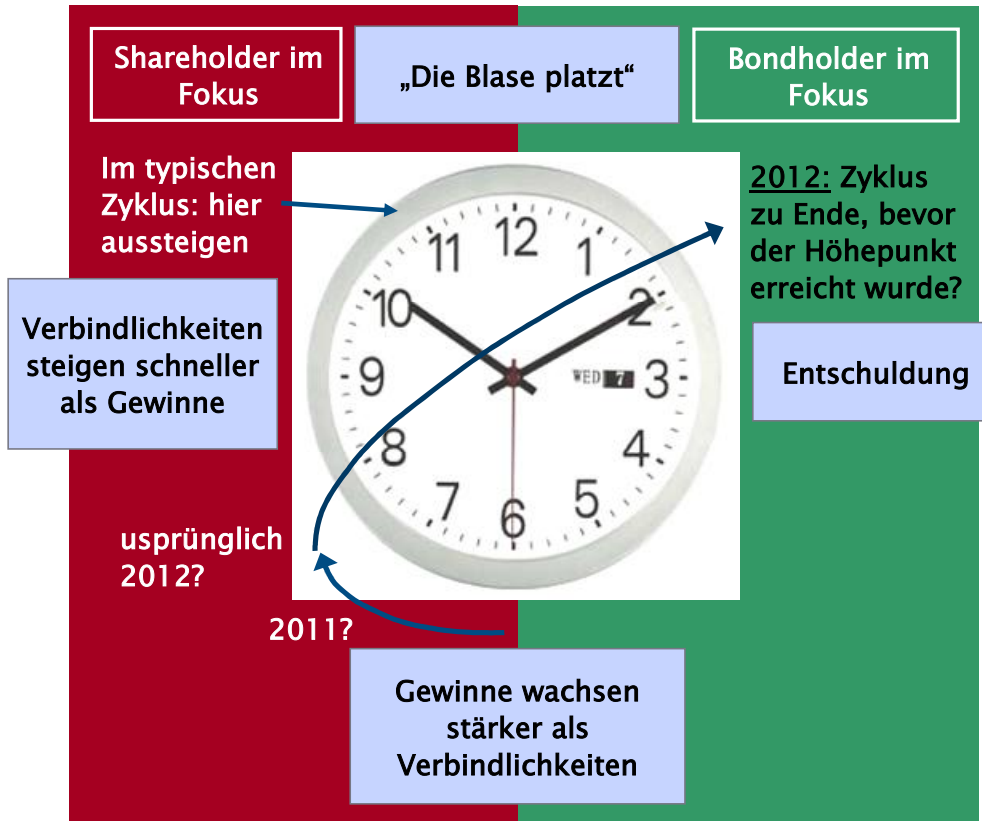 Shareholder im
Fokus
„Die Blase platzt“
Bondholder im
Fokus
Im typischen
Zyklus: hier
aussteigen
2012: Zyklus
zu Ende, bevor
der Höhepunkt
erreicht wurde?
Verbindlichkeiten
steigen schneller
als Gewinne
12
1
2
3
4
5
6
7
8
9
10
11
WED 7
Entschuldung
usprünglich
2012?
2011?
Gewinne wachsen
stärker als
Verbindlichkeiten